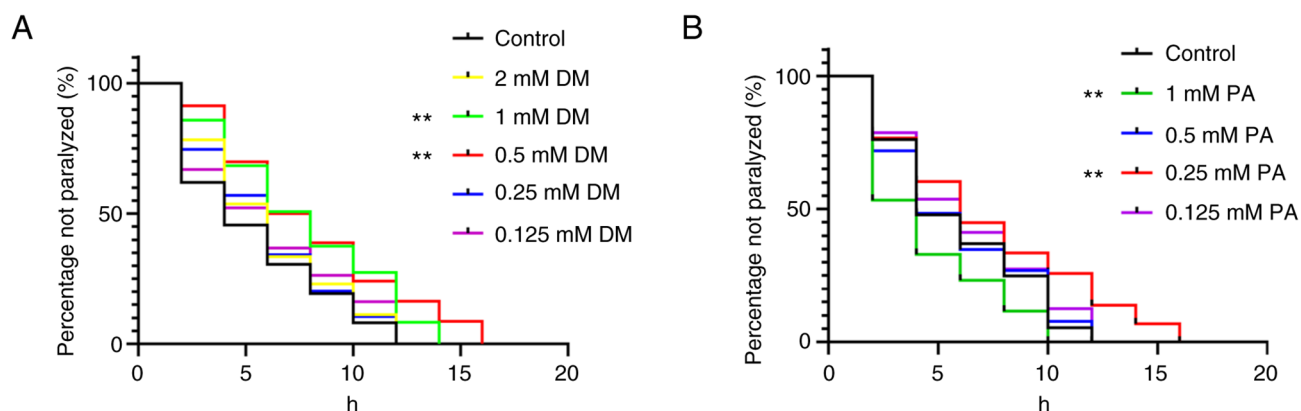 A
Percentage not paralyzed (%)
100
50
0
0 5 10 15 20
h
Control
2 mM DM
** 1 mM DM
** 0.5 mM DM
0.25 mM DM
0.125 mM DM
B
Percentage not paralyzed (%)
100
50
0
0 5 10 15 20
h
Control
** 1 mM PA
0.5 mM PA
** 0.25 mM PA
0.125 mM PA